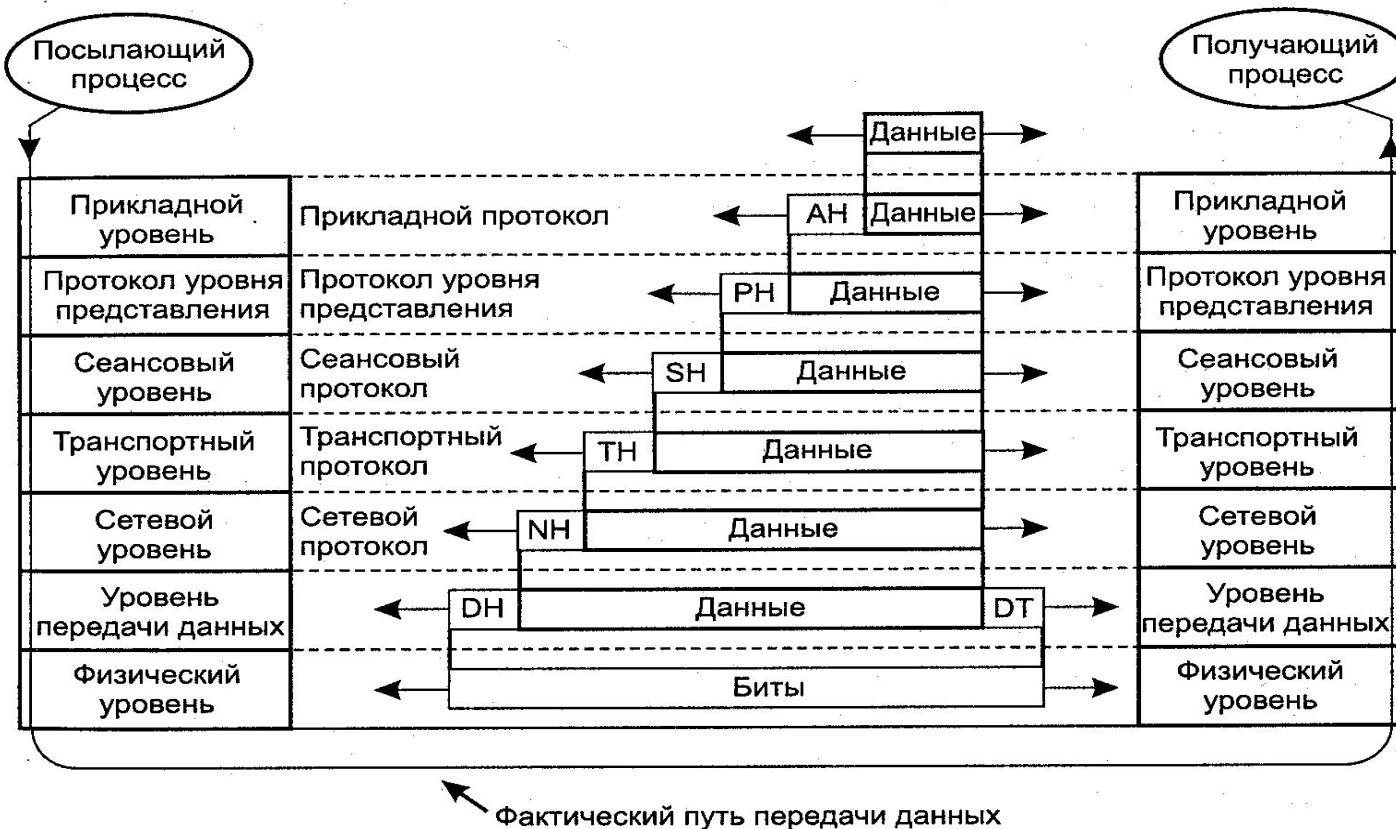 Посылающий
процесс
Получающий
процесс
Данные
Прикладной
уровень
Прикладной протокол
AH
Данные
Прикладной
уровень
Протокол уровня
представления
Протокол уровня
представления
PH
Данные
Протокол уровня
представления
Сеансовый
уровень
Сеансовый
протокол
SH
Данные
Сеансовый
уровень
Транспортный
уровень
Транспортный
протокол
TH
Данные
Транспортный
уровень
Сетевой
уровень
Сетевой
протокол
NH
Данные
Сетевой
уровень
Уровень
передачи данных
DH
Данные
DT
Уровень
передачи данных
Физический
уровень
Биты
Физический
уровень
Фактический путь передачи данных